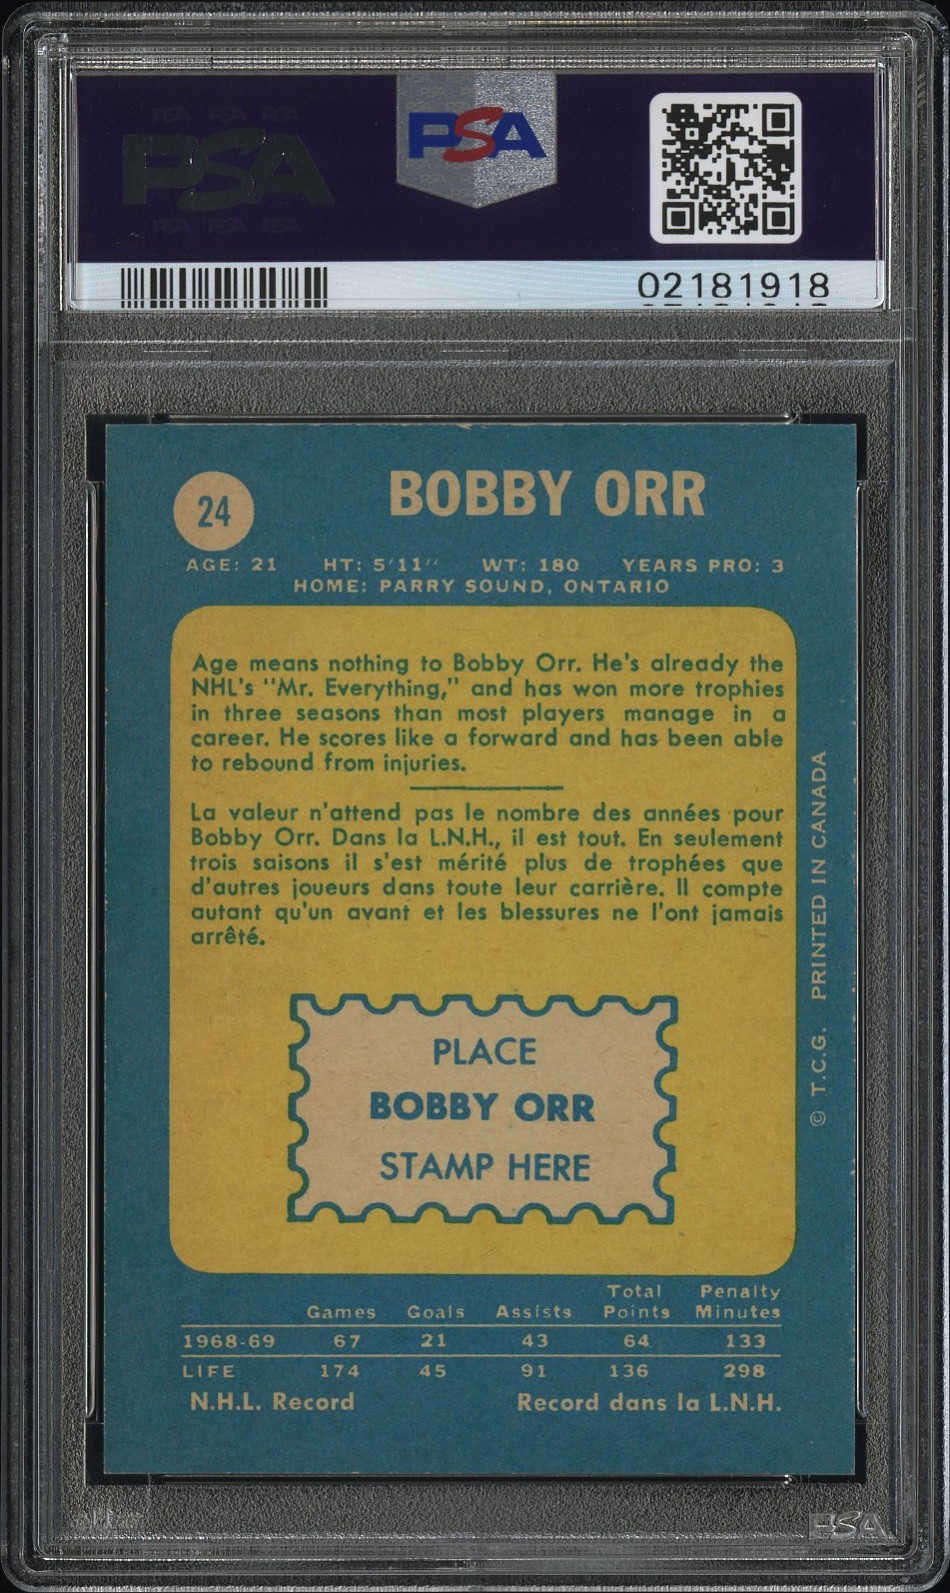 PSA PSA PSA
PSA
PSA PSA PSA
PSA
02181918
24
BOBBY ORR
AGE: 21 HT: 5'11" WT: 180 YEARS PRO: 3
HOME: PARRY SOUND, ONTARIO
Age means nothing to Bobby Orr. He's already the
NHL's "Mr. Everything," and has won more trophies
in three seasons than most players manage in a
career. He scores like a forward and has been able
to rebound from injuries.
La valeur n'attend pas le nombre des années pour
Bobby Orr. Dans la L.N.H., il est tout. En seulement
trois saisons il s'est mérité plus de trophées que
d'autres joueurs dans toute leur carrière. Il compte
autant qu'un avant et les blessures ne l'ont jamais
arrêté.
PLACE
BOBBY ORR
STAMP HERE
© T.C.G. PRINTED IN CANADA
Total Penalty
Games Goals Assists Points Minutes
1968-69 67 21 43 64 133
LIFE 174 45 91 136 298
N.H.L. Record Record dans la L.N.H.
PSA